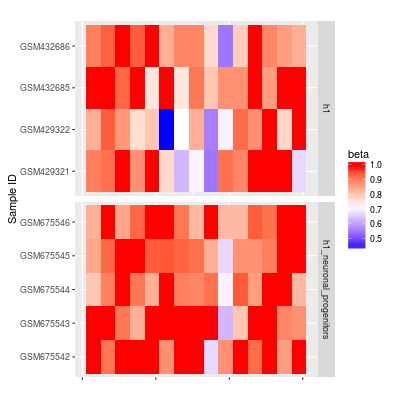 Sample ID
GSM432686
GSM432685
GSM429322
GSM429321
h1
GSM675546
GSM675545
GSM675544
GSM675543
GSM675542
h1_neuronal_progenitors
beta
1.0
0.9
0.8
0.7
0.6
0.5